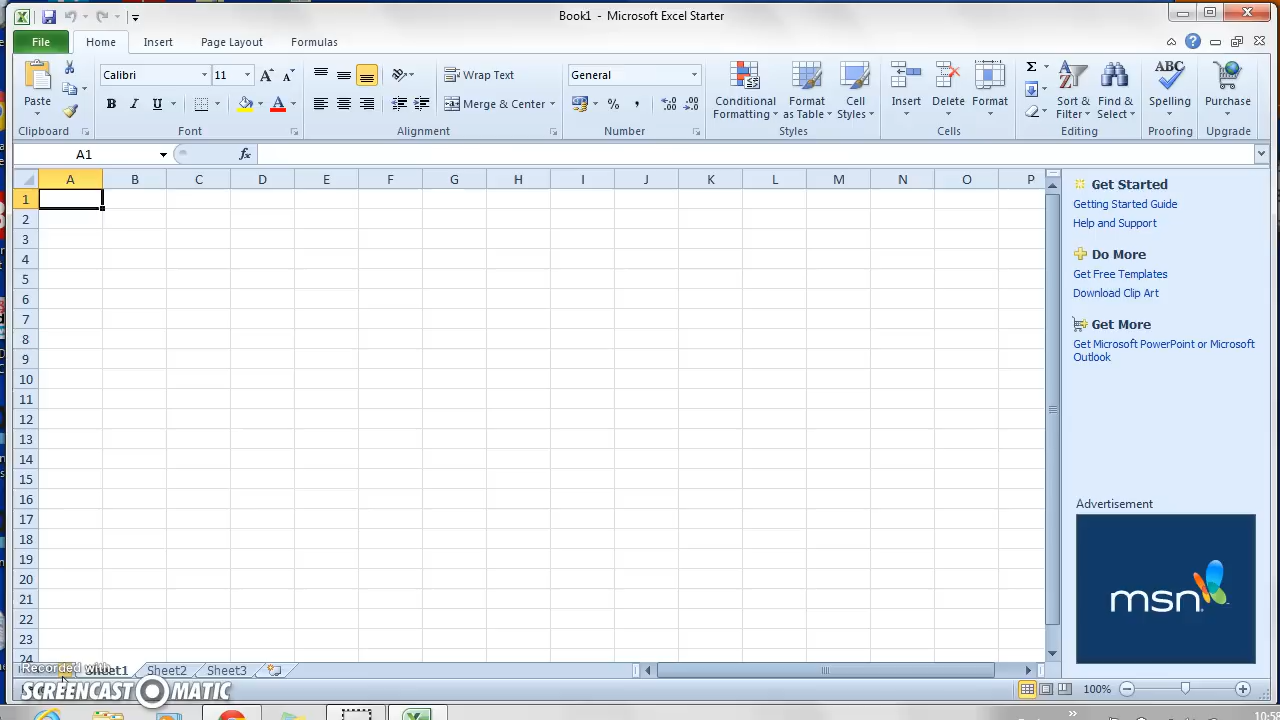 Book1 - Microsoft Excel Starter
File Home Insert Page Layout Formulas
Calibri 11 Wrap Text General
Paste B I U Merge & Center % , Conditional Formatting Format as Table Cell Styles Insert Delete Format Σ Sort & Filter Find & Select ABC Spelling Purchase
Clipboard Font Alignment Number Styles Cells Editing Proofing Upgrade
A1 fx
A B C D E F G H I J K L M N O P
1
2
3
4
5
6
7
8
9
10
11
12
13
14
15
16
17
18
19
20
21
22
23
24
Get Started
Getting Started Guide
Help and Support
Do More
Get Free Templates
Download Clip Art
Get More
Get Microsoft PowerPoint or Microsoft
Outlook
Advertisement
msn
Sheet1 Sheet2 Sheet3
Recorded with
SCREENCAST MATIC
100%